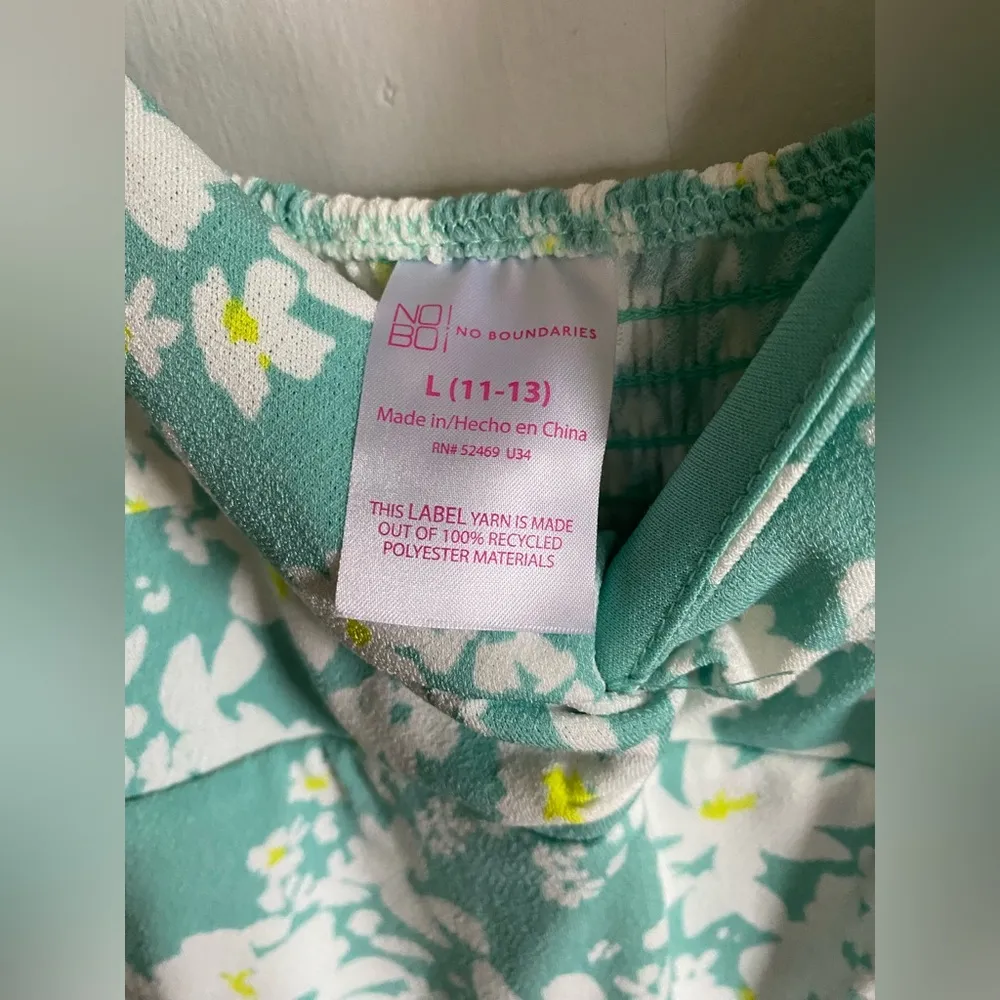 NO
BO
NO BOUNDARIES
L (11-13)
Made in/Hecho en China
RN# 52469 U34
THIS LABEL YARN IS MADE
OUT OF 100% RECYCLED
POLYESTER MATERIALS